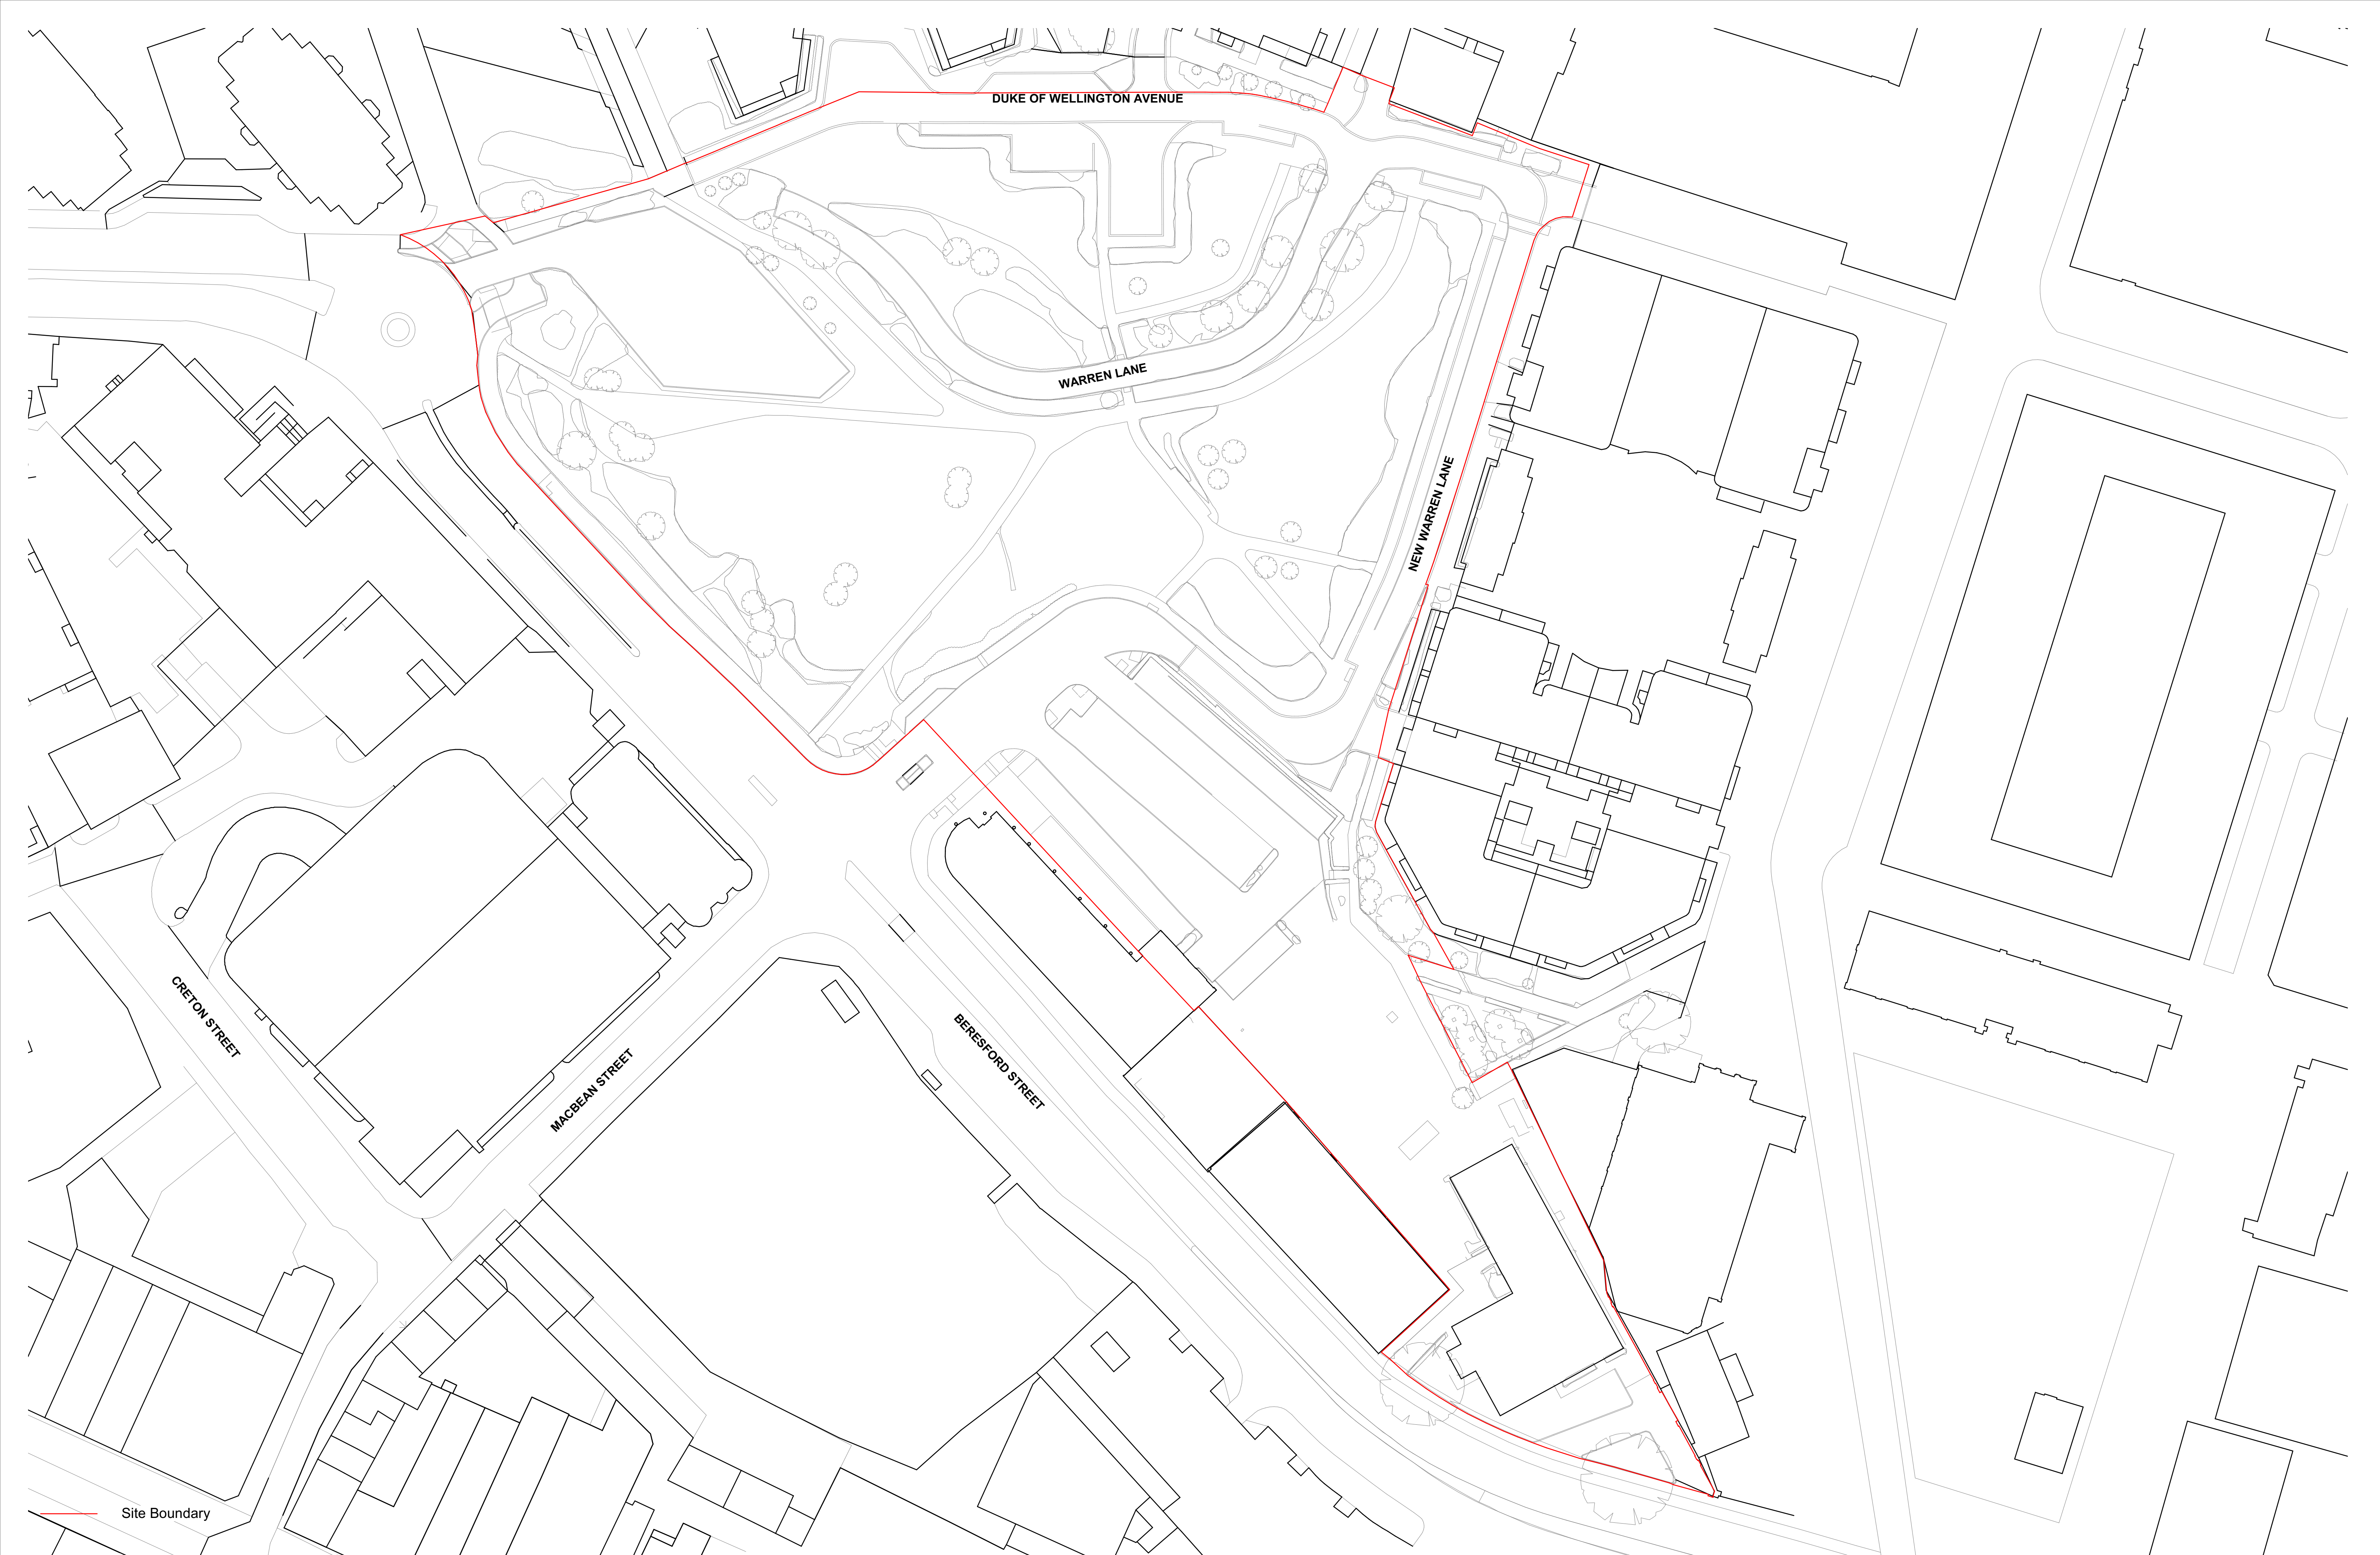 DUKE OF WELLINGTON AVENUE
WARREN LANE
NEW WARREN LANE
CRETON STREET
MACBEAN STREET
BERESFORD STREET
Site Boundary